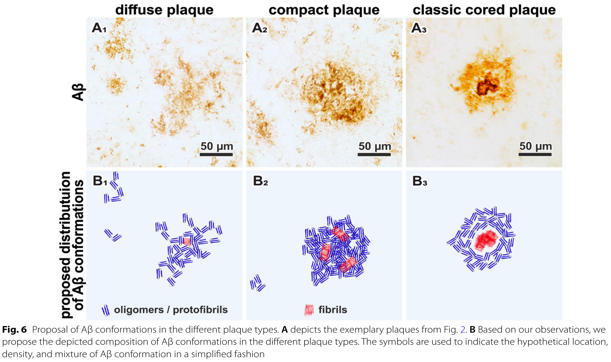 diffuse plaque compact plaque classic cored plaque
Aβ
A₁ A₂ A₃
50 µm 50 µm 50 µm
proposed distributuion
of Aβ conformations
B₁ B₂ B₃
oligomers / protofibrils fibrils
Fig. 6 Proposal of Aβ conformations in the different plaque types. A depicts the exemplary plaques from Fig. 2. B Based on our observations, we
propose the depicted composition of Aβ conformations in the different plaque types. The symbols are used to indicate the hypothetical location,
density, and mixture of Aβ conformation in a simplified fashion